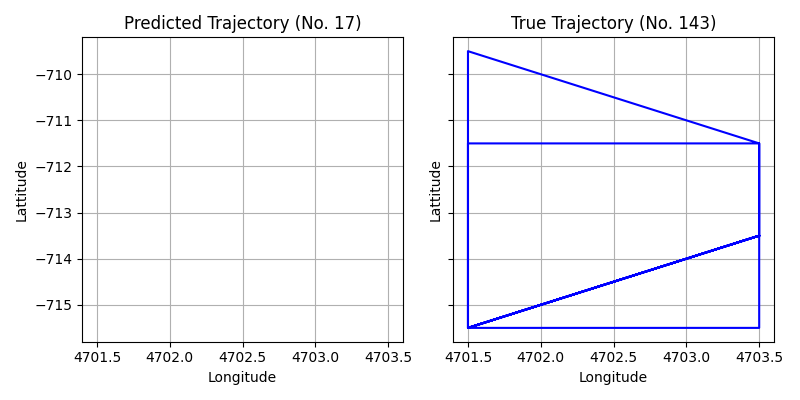 Predicted Trajectory (No. 17)
−710
−711
−712
−713
−714
−715
Lattitude
4701.5 4702.0 4702.5 4703.0 4703.5
Longitude
True Trajectory (No. 143)
Lattitude
4701.5 4702.0 4702.5 4703.0 4703.5
Longitude